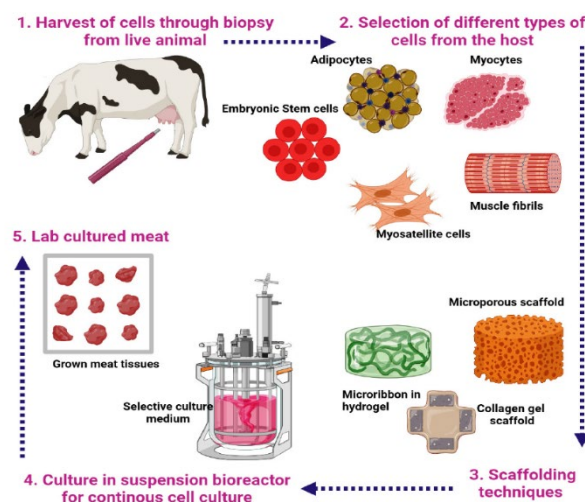 1. Harvest of cells through biopsy
from live animal
2. Selection of different types of
cells from the host
Adipocytes
Myocytes
Embryonic Stem cells
Muscle fibrils
Myosatellite cells
5. Lab cultured meat
Grown meat tissues
Selective culture
medium
Microporous scaffold
Microribbon in
hydrogel
Collagen gel
scaffold
4. Culture in suspension bioreactor
for continous cell culture
3. Scaffolding
techniques